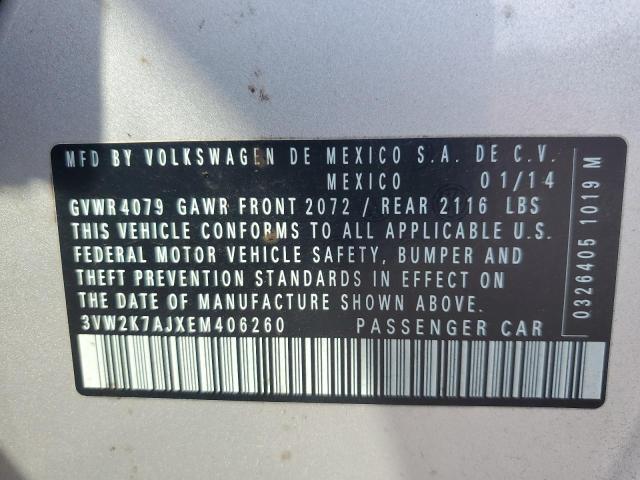 MFD BY VOLKSWAGEN DE MEXICO S.A. DE C.V.
MEXICO 01/14
GVWR 4079 GAWR FRONT 2072 / REAR 2116 LBS
THIS VEHICLE CONFORMS TO ALL APPLICABLE U.S.
FEDERAL MOTOR VEHICLE SAFETY, BUMPER AND
THEFT PREVENTION STANDARDS IN EFFECT ON
THE DATE OF MANUFACTURE SHOWN ABOVE.
3VW2K7AJXEM406260 PASSENGER CAR
0326405 1019 M